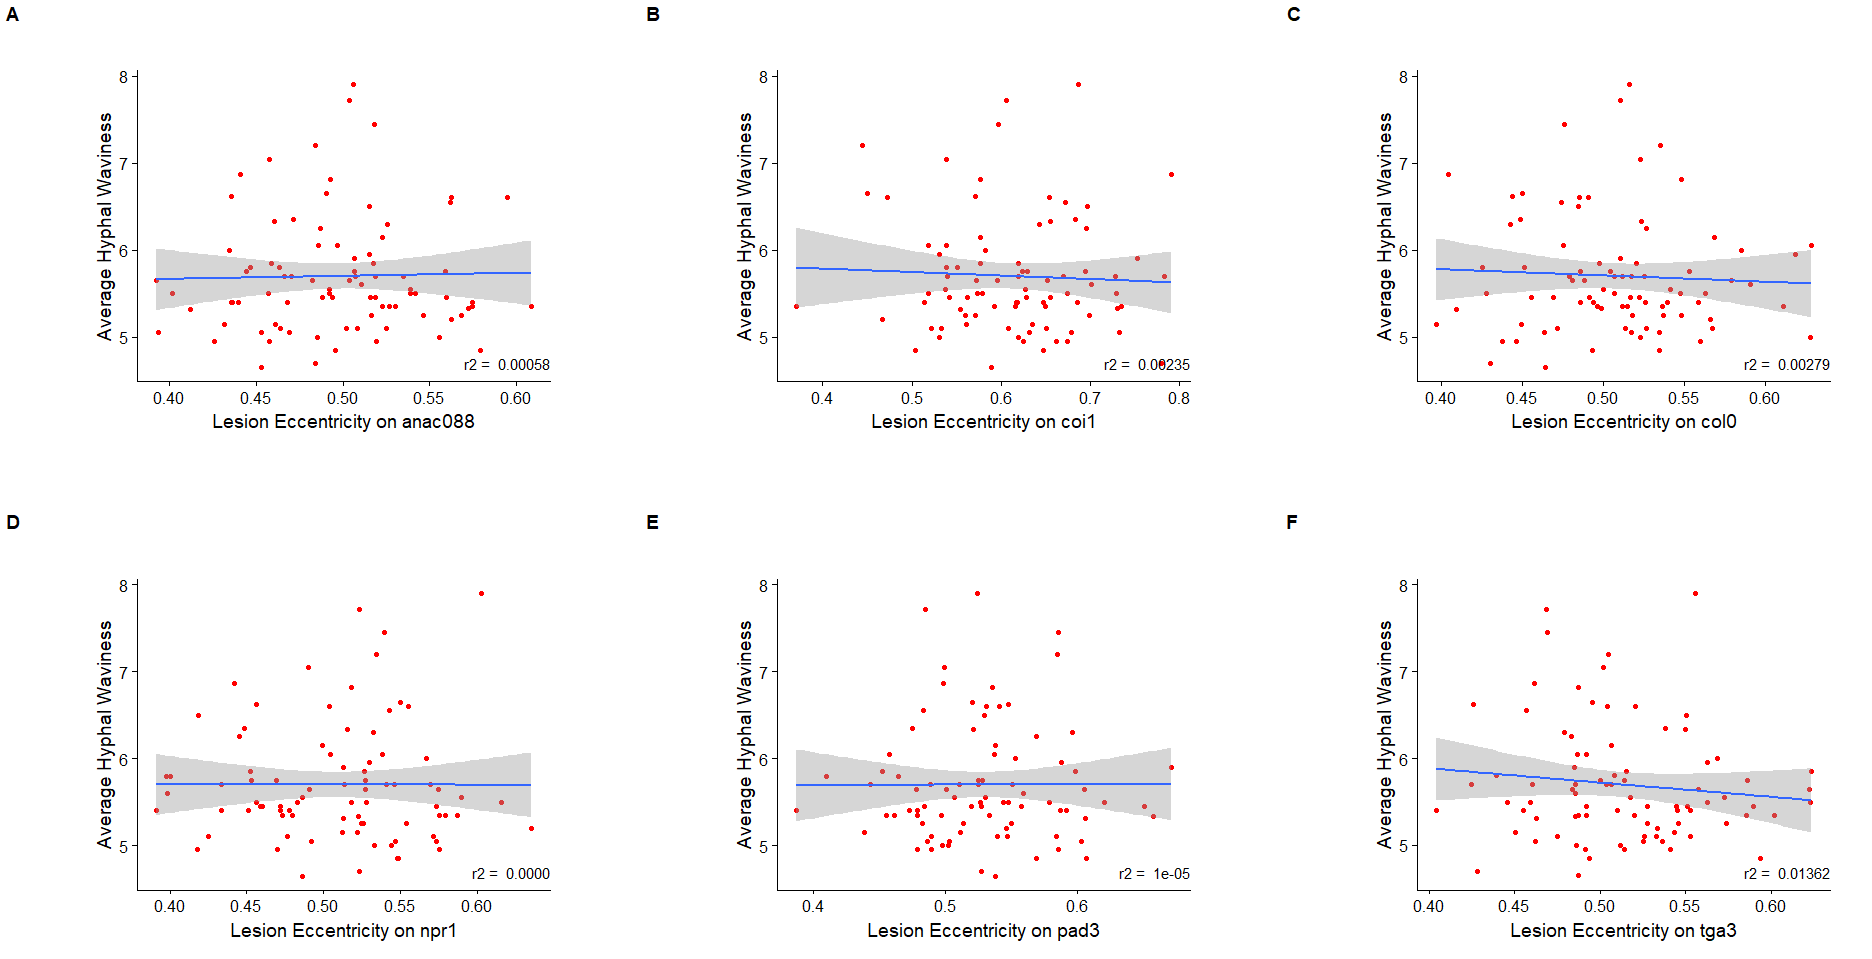 A
B
C
8
7
6
5
Average Hyphal Waviness
r2 = 0.00058
0.40 0.45 0.50 0.55 0.60
Lesion Eccentricity on anac088
8
7
6
5
Average Hyphal Waviness
r2 = 0.00235
0.4 0.5 0.6 0.7 0.8
Lesion Eccentricity on coi1
8
7
6
5
Average Hyphal Waviness
r2 = 0.00279
0.40 0.45 0.50 0.55 0.60
Lesion Eccentricity on col0
D
E
F
8
7
6
5
Average Hyphal Waviness
r2 = 0.0000
0.40 0.45 0.50 0.55 0.60
Lesion Eccentricity on npr1
8
7
6
5
Average Hyphal Waviness
r2 = 1e-05
0.4 0.5 0.6
Lesion Eccentricity on pad3
8
7
6
5
Average Hyphal Waviness
r2 = 0.01362
0.40 0.45 0.50 0.55 0.60
Lesion Eccentricity on tga3